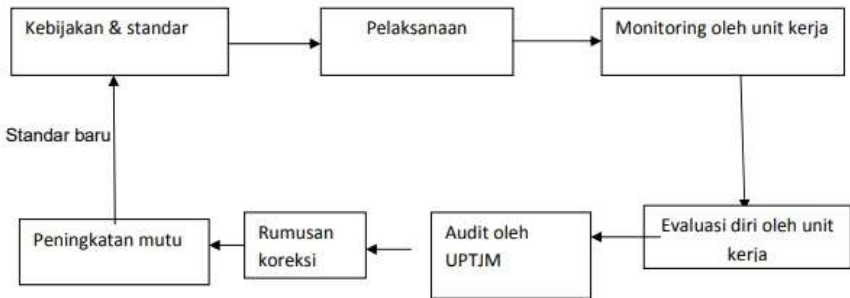 Kebijakan & standar
Pelaksanaan
Monitoring oleh unit kerja
Standar baru
Peningkatan mutu
Rumusan
koreksi
Audit oleh
UPTJM
Evaluasi diri oleh unit
kerja